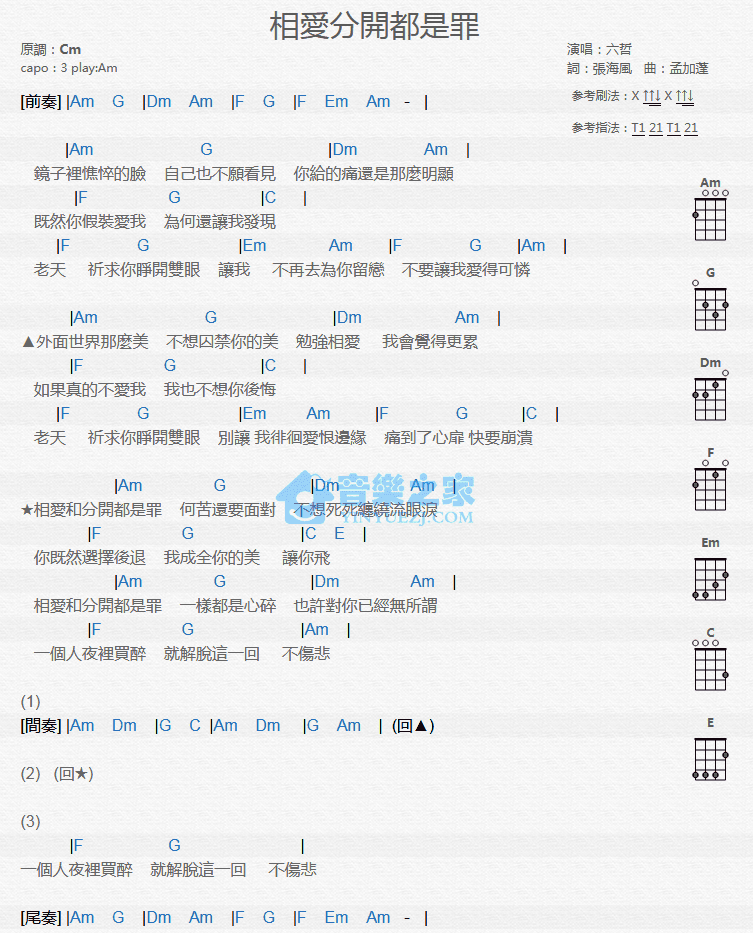 相愛分開都是罪
原調：Cm
演唱：六哲
capo：3 play:Am
詞：張海風 曲：孟加蓬
參考刷法：X ↑↑↓ X ↑↑↓
參考指法：T1 21 T1 21
[前奏] |Am G |Dm Am |F G |F Em Am - |
|Am G |Dm Am |
鏡子裡憔悴的臉 自己也不願看見 你給的痛還是那麼明顯
|F G |C |
既然你假裝愛我 為何還讓我發現
|F G |Em Am |F G |Am |
老天 祈求你睜開雙眼 讓我 不再去為你留戀 不要讓我愛得可憐
|Am G |Dm Am |
▲外面世界那麼美 不想囚禁你的美 勉強相愛 我會覺得更累
|F G |C |
如果真的不愛我 我也不想你後悔
|F G |Em Am |F G |C |
老天 祈求你睜開雙眼 別讓 我徘徊愛恨邊緣 痛到了心扉 快要崩潰
|Am G |Dm Am |
★相愛和分開都是罪 何苦還要面對 不想死死纏繞流眼淚
|F G |C E |
你既然選擇後退 我成全你的美 讓你飛
|Am G |Dm Am |
相愛和分開都是罪 一樣都是心碎 也許對你已經無所謂
|F G |Am |
一個人夜裡買醉 就解脫這一回 不傷悲
(1)
[間奏] |Am Dm |G C |Am Dm |G Am | (回▲)
(2) (回★)
(3)
|F G |
一個人夜裡買醉 就解脫這一回 不傷悲
[尾奏] |Am G |Dm Am |F G |F Em Am - |
Am
G
Dm
F
Em
C
E
音樂之家
TINYUEZJ.COM